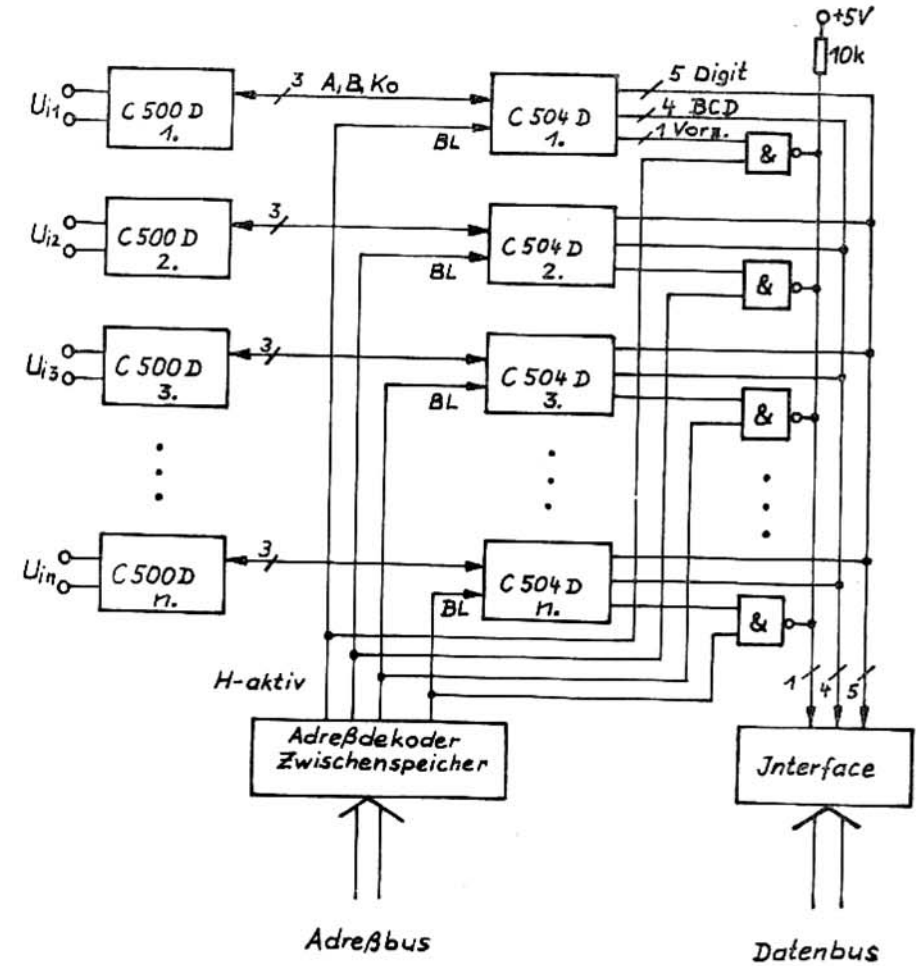 +5V
10k
Ui1
C 500 D
1.
3 A, B, Ko
BL
C 504 D
1.
5 Digit
4 BCD
1 Vorz.
&
Ui2
C 500 D
2.
3
BL
C 504 D
2.
&
Ui3
C 500 D
3.
3
BL
C 504 D
3.
&
Uin
C 500 D
n.
3
BL
C 504 D
n.
&
H-aktiv
1 4 5
Adreßdekoder
Zwischenspeicher
Jnterface
Adreßbus
Datenbus